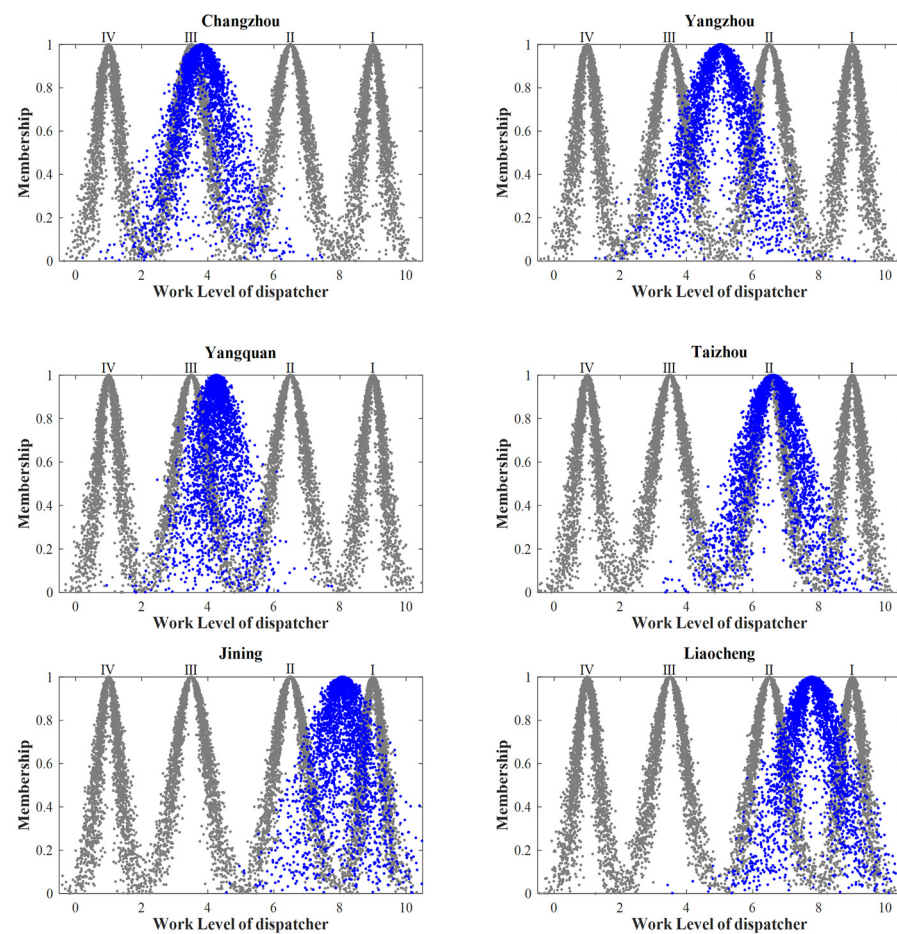 Changzhou
IV III II I
1
0.8
0.6
0.4
0.2
0
Membership
0 2 4 6 8 10
Work Level of dispatcher
Yangzhou
IV III II I
1
0.8
0.6
0.4
0.2
0
Membership
0 2 4 6 8 10
Work Level of dispatcher
Yangquan
IV III II I
1
0.8
0.6
0.4
0.2
0
Membership
0 2 4 6 8 10
Work Level of dispatcher
Taizhou
IV III II I
1
0.8
0.6
0.4
0.2
0
Membership
0 2 4 6 8 10
Work Level of dispatcher
Jining
IV III II I
1
0.8
0.6
0.4
0.2
0
Membership
0 2 4 6 8 10
Work Level of dispatcher
Liaocheng
IV III II I
1
0.8
0.6
0.4
0.2
0
Membership
0 2 4 6 8 10
Work Level of dispatcher